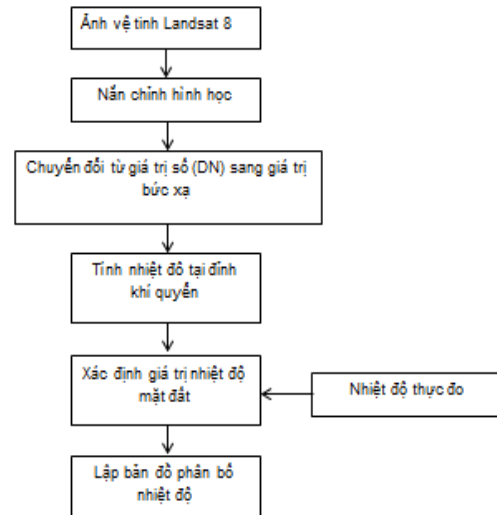 Ảnh vệ tinh Landsat 8
Nắn chỉnh hình học
Chuyển đổi từ giá trị số (DN) sang giá trị
bức xạ
Tính nhiệt độ tại đỉnh
khí quyển
Xác định giá trị nhiệt độ
mặt đất
Nhiệt độ thực đo
Lập bản đồ phân bố
nhiệt độ